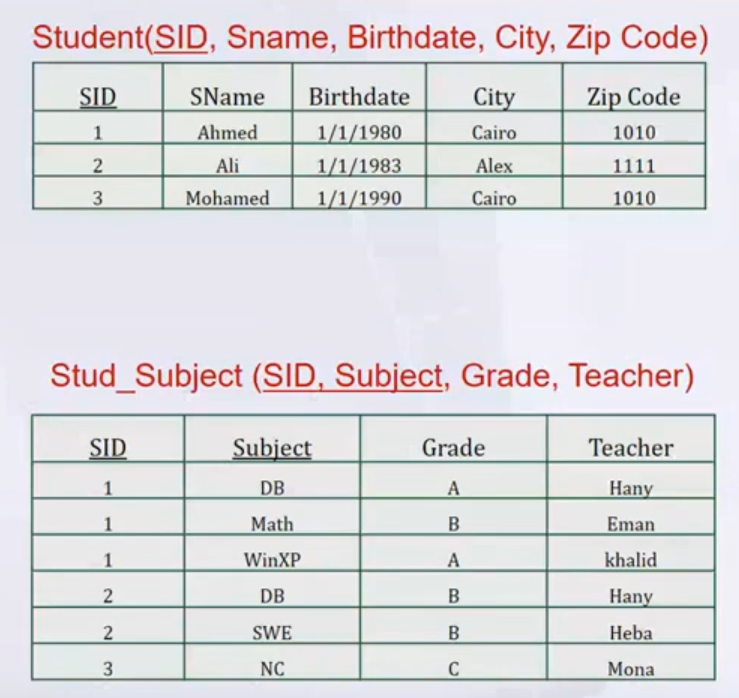 Student(SID, Sname, Birthdate, City, Zip Code)
SID SName Birthdate City Zip Code
1 Ahmed 1/1/1980 Cairo 1010
2 Ali 1/1/1983 Alex 1111
3 Mohamed 1/1/1990 Cairo 1010
Stud_Subject (SID, Subject, Grade, Teacher)
SID Subject Grade Teacher
1 DB A Hany
1 Math B Eman
1 WinXP A khalid
2 DB B Hany
2 SWE B Heba
3 NC C Mona